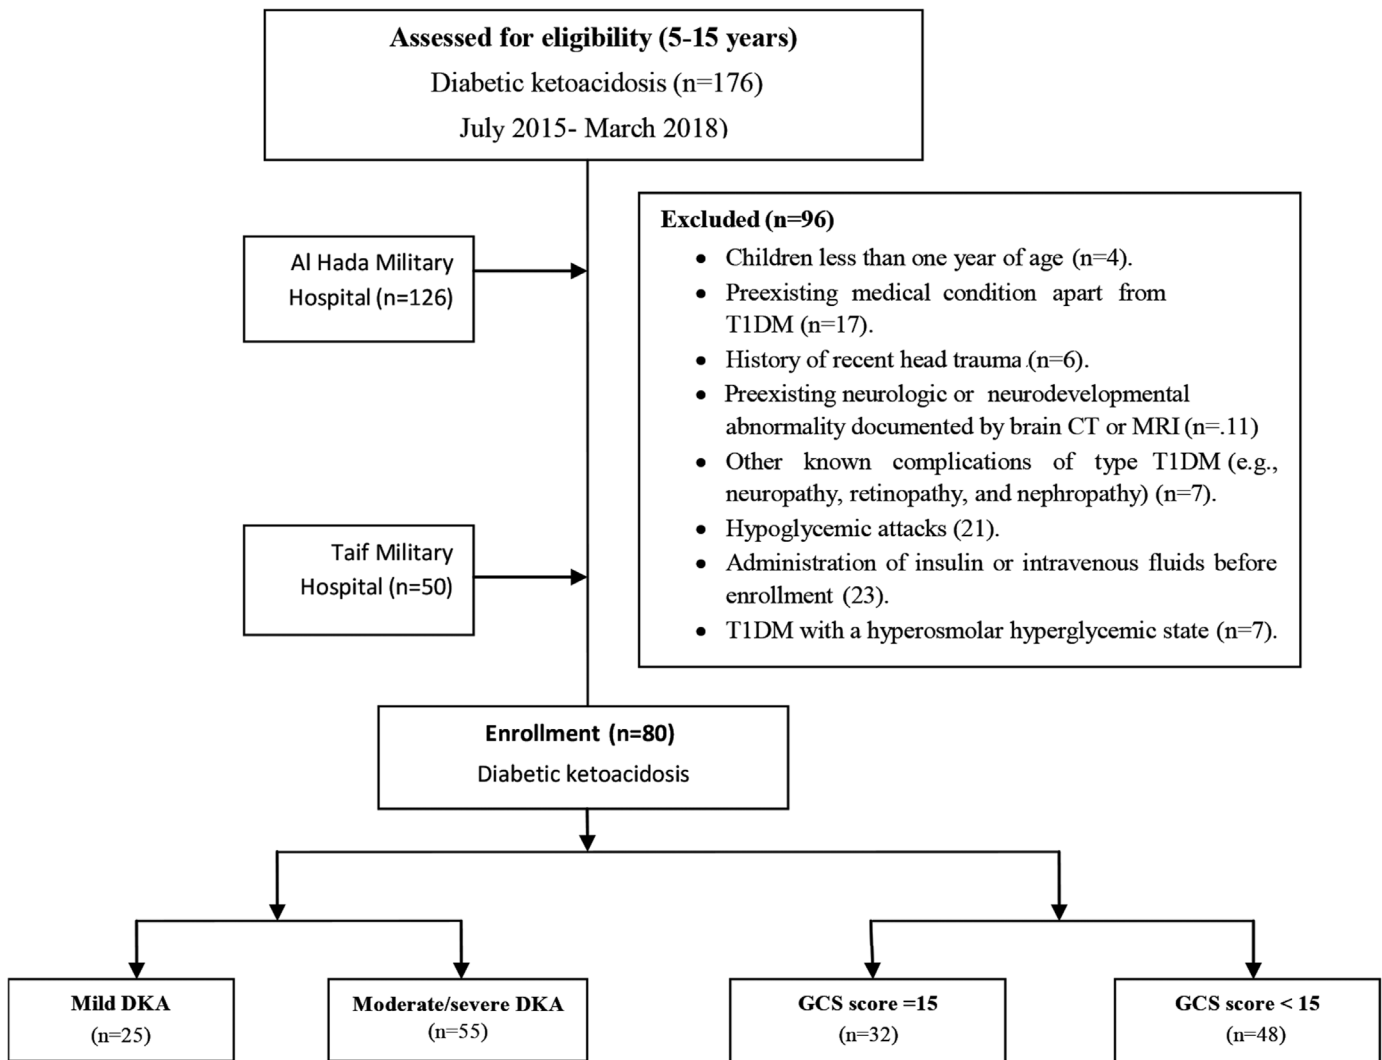 Assessed for eligibility (5-15 years)
Diabetic ketoacidosis (n=176)
July 2015- March 2018)
Al Hada Military
Hospital (n=126)
Excluded (n=96)
• Children less than one year of age (n=4).
• Preexisting medical condition apart from
T1DM (n=17).
• History of recent head trauma (n=6).
• Preexisting neurologic or neurodevelopmental
abnormality documented by brain CT or MRI (n=.11)
• Other known complications of type T1DM (e.g.,
neuropathy, retinopathy, and nephropathy) (n=7).
• Hypoglycemic attacks (21).
• Administration of insulin or intravenous fluids before
enrollment (23).
• T1DM with a hyperosmolar hyperglycemic state (n=7).
Taif Military
Hospital (n=50)
Enrollment (n=80)
Diabetic ketoacidosis
Mild DKA
(n=25)
Moderate/severe DKA
(n=55)
GCS score =15
(n=32)
GCS score < 15
(n=48)